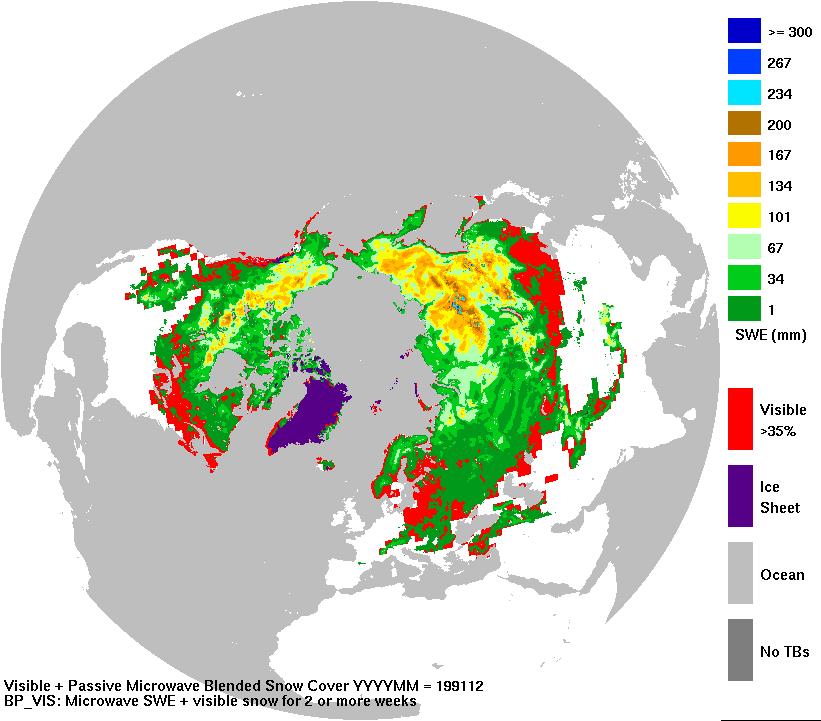 >= 300
267
234
200
167
134
101
67
34
1
SWE (mm)
Visible
>35%
Ice
Sheet
Ocean
No TBs
Visible + Passive Microwave Blended Snow Cover YYYYMM = 199112
BP_VIS: Microwave SWE + visible snow for 2 or more weeks